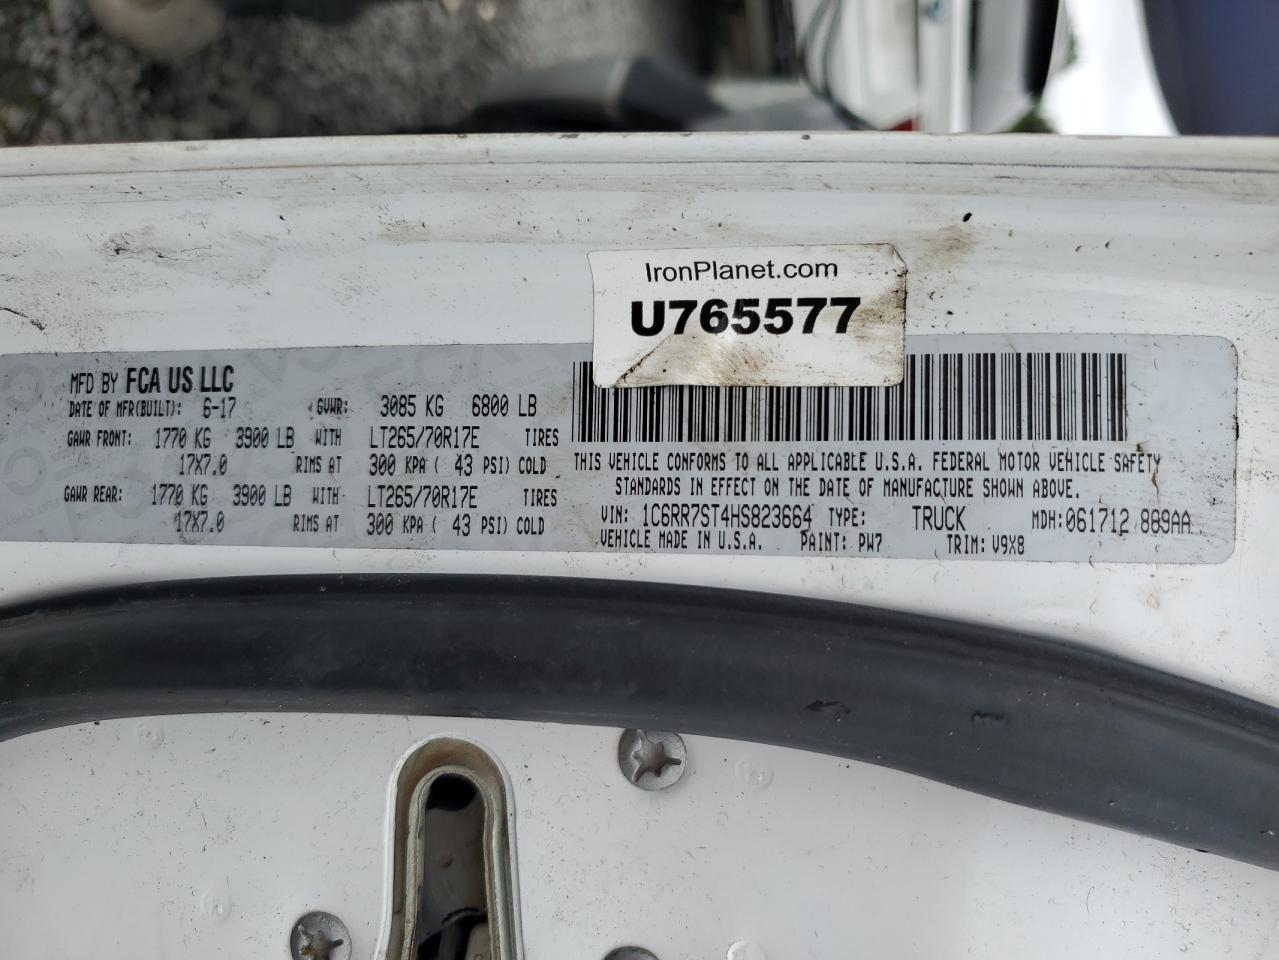 IronPlanet.com
U765577
MFD BY FCA US LLC
DATE OF MFR(BUILT): 6-17 GVWR: 3085 KG 6800 LB
GAWR FRONT: 1770 KG 3900 LB WITH LT265/70R17E TIRES
17X7.0 RIMS AT 300 KPA ( 43 PSI) COLD
GAWR REAR: 1770 KG 3900 LB WITH LT265/70R17E TIRES
17X7.0 RIMS AT 300 KPA ( 43 PSI) COLD
THIS VEHICLE CONFORMS TO ALL APPLICABLE U.S.A. FEDERAL MOTOR VEHICLE SAFETY
STANDARDS IN EFFECT ON THE DATE OF MANUFACTURE SHOWN ABOVE.
VIN: 1C6RR7ST4HS823664 TYPE: TRUCK MDH: 061712 889AA
VEHICLE MADE IN U.S.A. PAINT: PW7 TRIM: V9X8